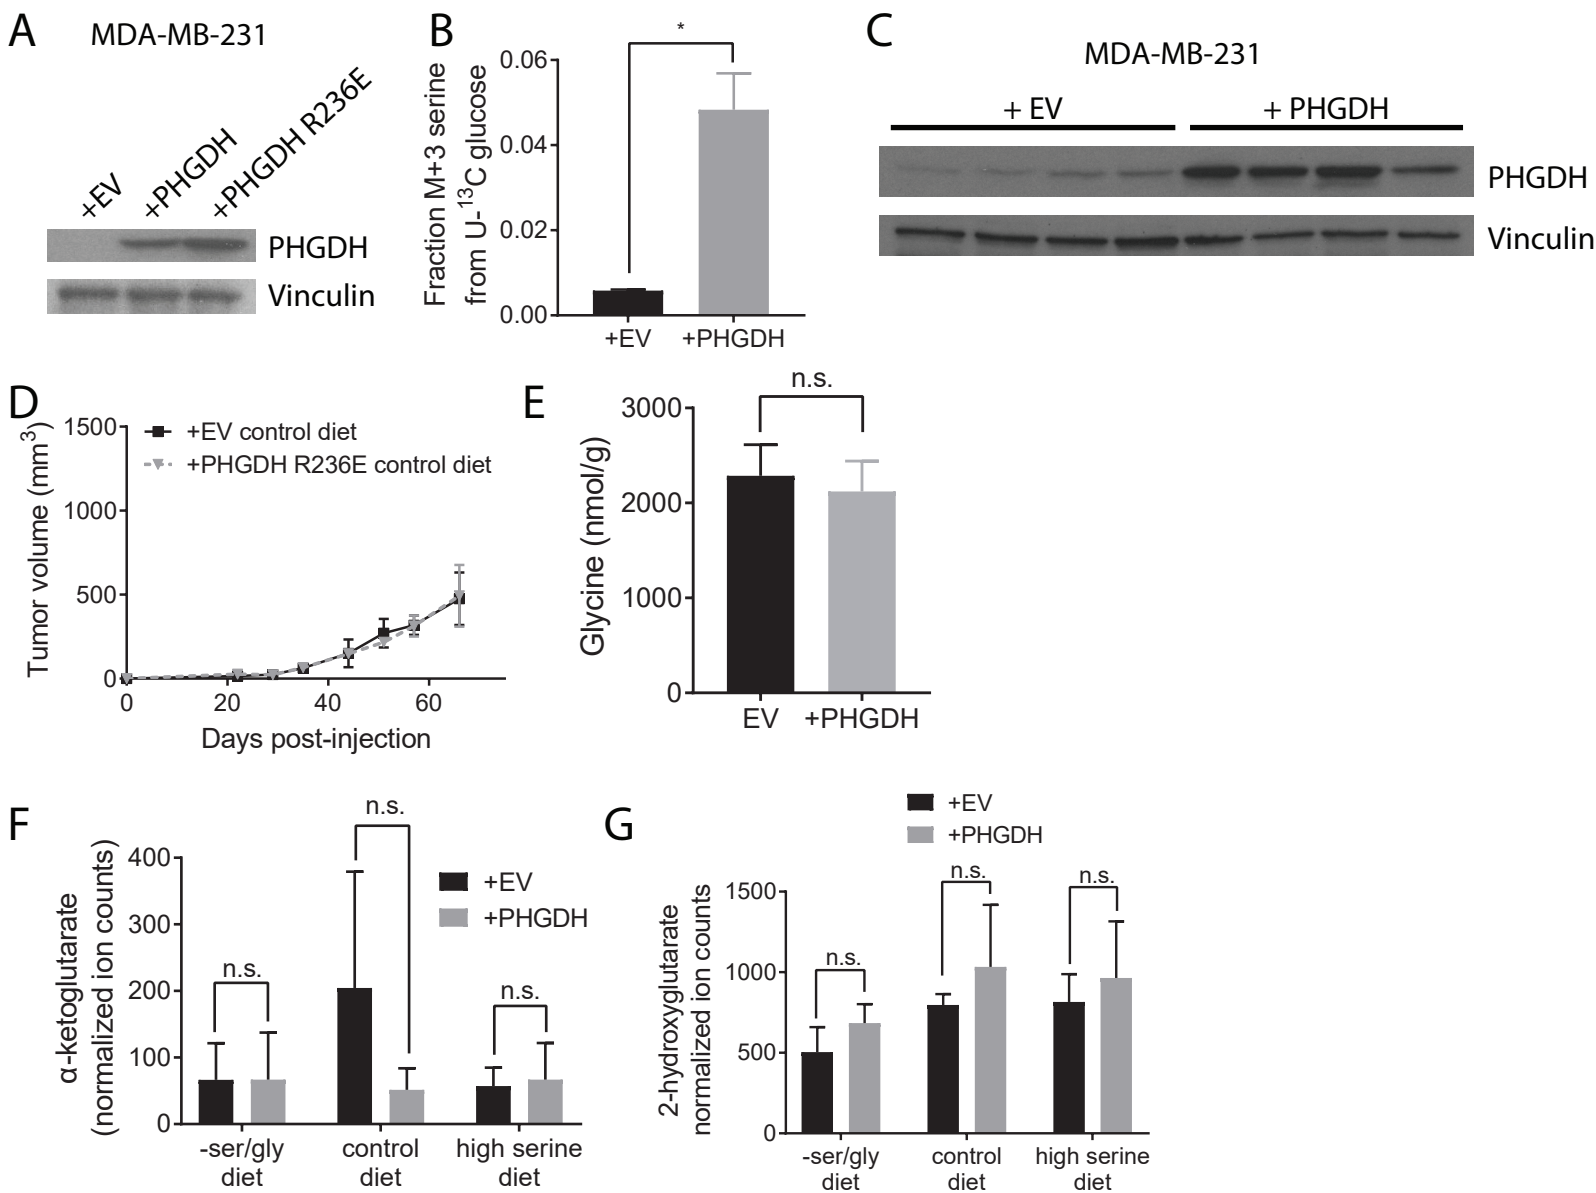 A
MDA-MB-231
+EV
+PHGDH
+PHGDH R236E
PHGDH
Vinculin
B
*
Fraction M+3 serine
from U-¹³C glucose
0.06
0.04
0.02
0.00
+EV +PHGDH
C
MDA-MB-231
+ EV + PHGDH
PHGDH
Vinculin
D
Tumor volume (mm³)
1500
1000
500
0
+EV control diet
+PHGDH R236E control diet
0 20 40 60
Days post-injection
E
n.s.
Glycine (nmol/g)
3000
2000
1000
0
EV +PHGDH
F
α-ketoglutarate
(normalized ion counts)
400
300
200
100
0
n.s.
n.s.
n.s.
+EV
+PHGDH
-ser/gly
diet
control
diet
high serine
diet
G
+EV
+PHGDH
2-hydroxyglutarate
normalized ion counts
1500
1000
500
0
n.s.
n.s.
n.s.
-ser/gly
diet
control
diet
high serine
diet